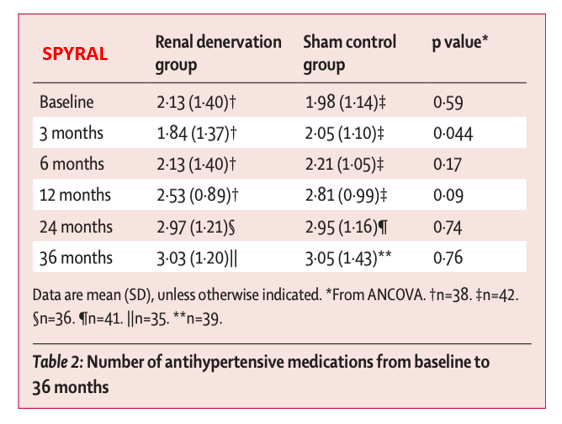 SPYRAL Renal denervation group Sham control group p value*
Baseline 2·13 (1·40)† 1·98 (1·14)‡ 0·59
3 months 1·84 (1·37)† 2·05 (1·10)‡ 0·044
6 months 2·13 (1·40)† 2·21 (1·05)‡ 0·17
12 months 2·53 (0·89)† 2·81 (0·99)‡ 0·09
24 months 2·97 (1·21)§ 2·95 (1·16)¶ 0·74
36 months 3·03 (1·20)|| 3·05 (1·43)** 0·76
Data are mean (SD), unless otherwise indicated. *From ANCOVA. †n=38. ‡n=42.
§n=36. ¶n=41. ||n=35. **n=39.
Table 2: Number of antihypertensive medications from baseline to
36 months